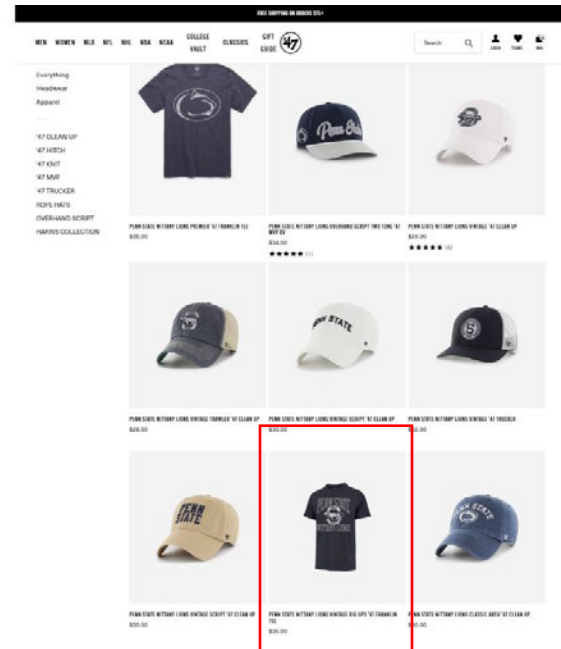 FREE SHIPPING ON ORDERS $75+
MEN WOMEN MLB NFL NHL NBA NCAA COLLEGE VAULT CLASSICS GIFT GUIDE '47
Search
LOGIN
Everything
Headwear
Apparel
'47 CLEAN UP
'47 HITCH
'47 KNIT
'47 MVP
'47 TRUCKER
ROPE HATS
OVERHAND SCRIPT
HARRIS COLLECTION
Penn State
PENN STATE NITTANY LIONS PREMIER '47 FRANKLIN TEE
$35.00
PENN STATE NITTANY LIONS OVERHAND SCRIPT TWO TONE '47
MVP DV
$34.00
★★★★★ (1)
PENN STATE NITTANY LIONS VINTAGE '47 CLEAN UP
★★★★★
PENN STATE
S
PENN STATE NITTANY LIONS VINTAGE TRAWLER '47 CLEAN UP
PENN STATE NITTANY LIONS VINTAGE SCRIPT '47 CLEAN UP
$30.00
PENN STATE NITTANY LIONS VINTAGE '47 TRUCKER
PENN
STATE
PENN STATE
NITTANY LIONS
PENN STATE
PENN STATE NITTANY LIONS VINTAGE SCRIPT '47 CLEAN UP
$30.00
PENN STATE NITTANY LIONS VINTAGE BIG UPS '47 FRANKLIN
TEE
$35.00
PENN STATE NITTANY LIONS CLASSIC ARCH '47 CLEAN UP